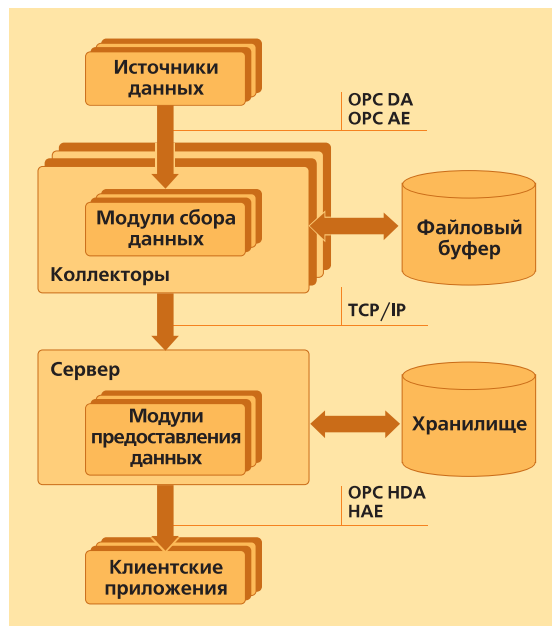 Источники
данных
OPC DA
OPC AE
Модули сбора
данных
Коллекторы
Файловый
буфер
TCP/IP
Сервер
Модули
предоставления
данных
Хранилище
OPC HDA
HAE
Клиентские
приложения